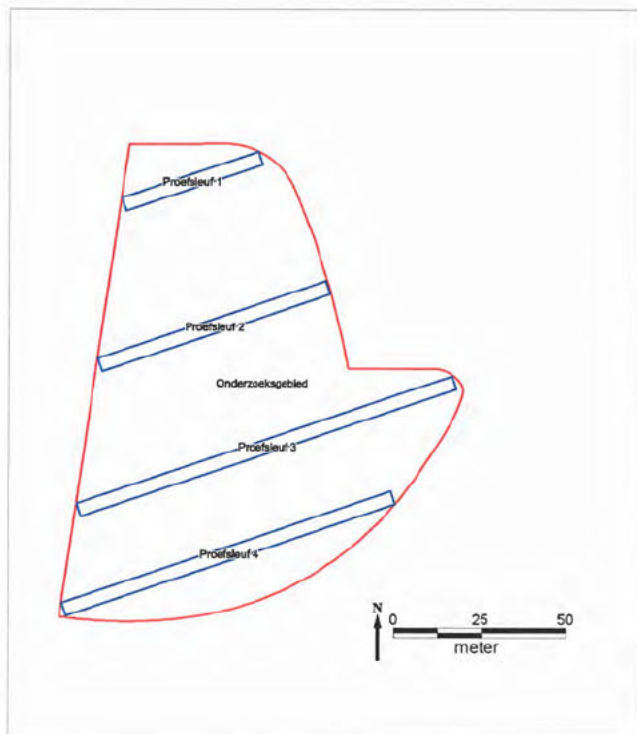 Proefsleuf 1
Proefsleuf 2
Onderzoeksgebied
Proefsleuf 3
Proefsleuf 4
N
0 25 50
meter